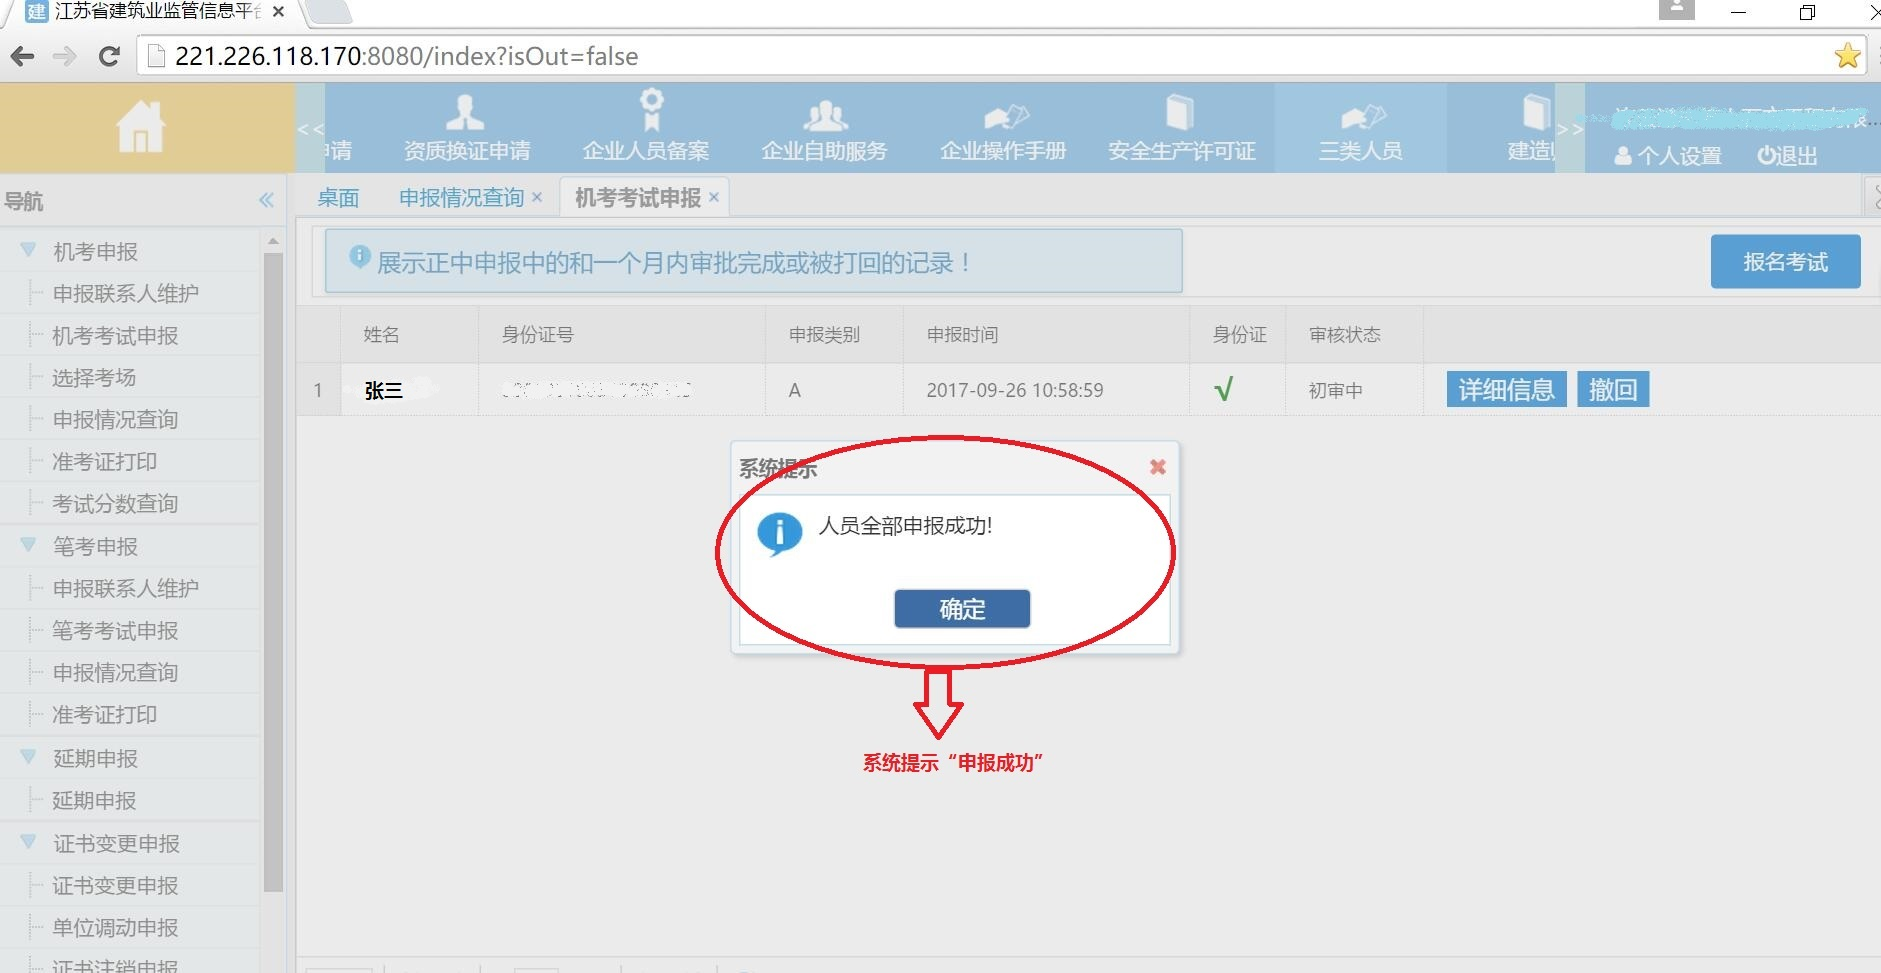 建 江苏省建筑业监管信息平台
221.226.118.170:8080/index?isOut=false
<<
申请
资质换证申请
企业人员备案
企业自助服务
企业操作手册
安全生产许可证
三类人员
建造
>>
个人设置
退出
导航
桌面
申报情况查询
机考考试申报
展示正中申报中的和一个月内审批完成或被打回的记录！
报名考试
姓名 身份证号 申报类别 申报时间 身份证 审核状态
1 张三 A 2017-09-26 10:58:59 √ 初审中 详细信息 撤回
机考申报
申报联系人维护
机考考试申报
选择考场
申报情况查询
准考证打印
考试分数查询
笔考申报
申报联系人维护
笔考考试申报
申报情况查询
准考证打印
延期申报
延期申报
证书变更申报
证书变更申报
单位调动申报
证书注销申报
系统提示
人员全部申报成功!
确定
系统提示“申报成功”